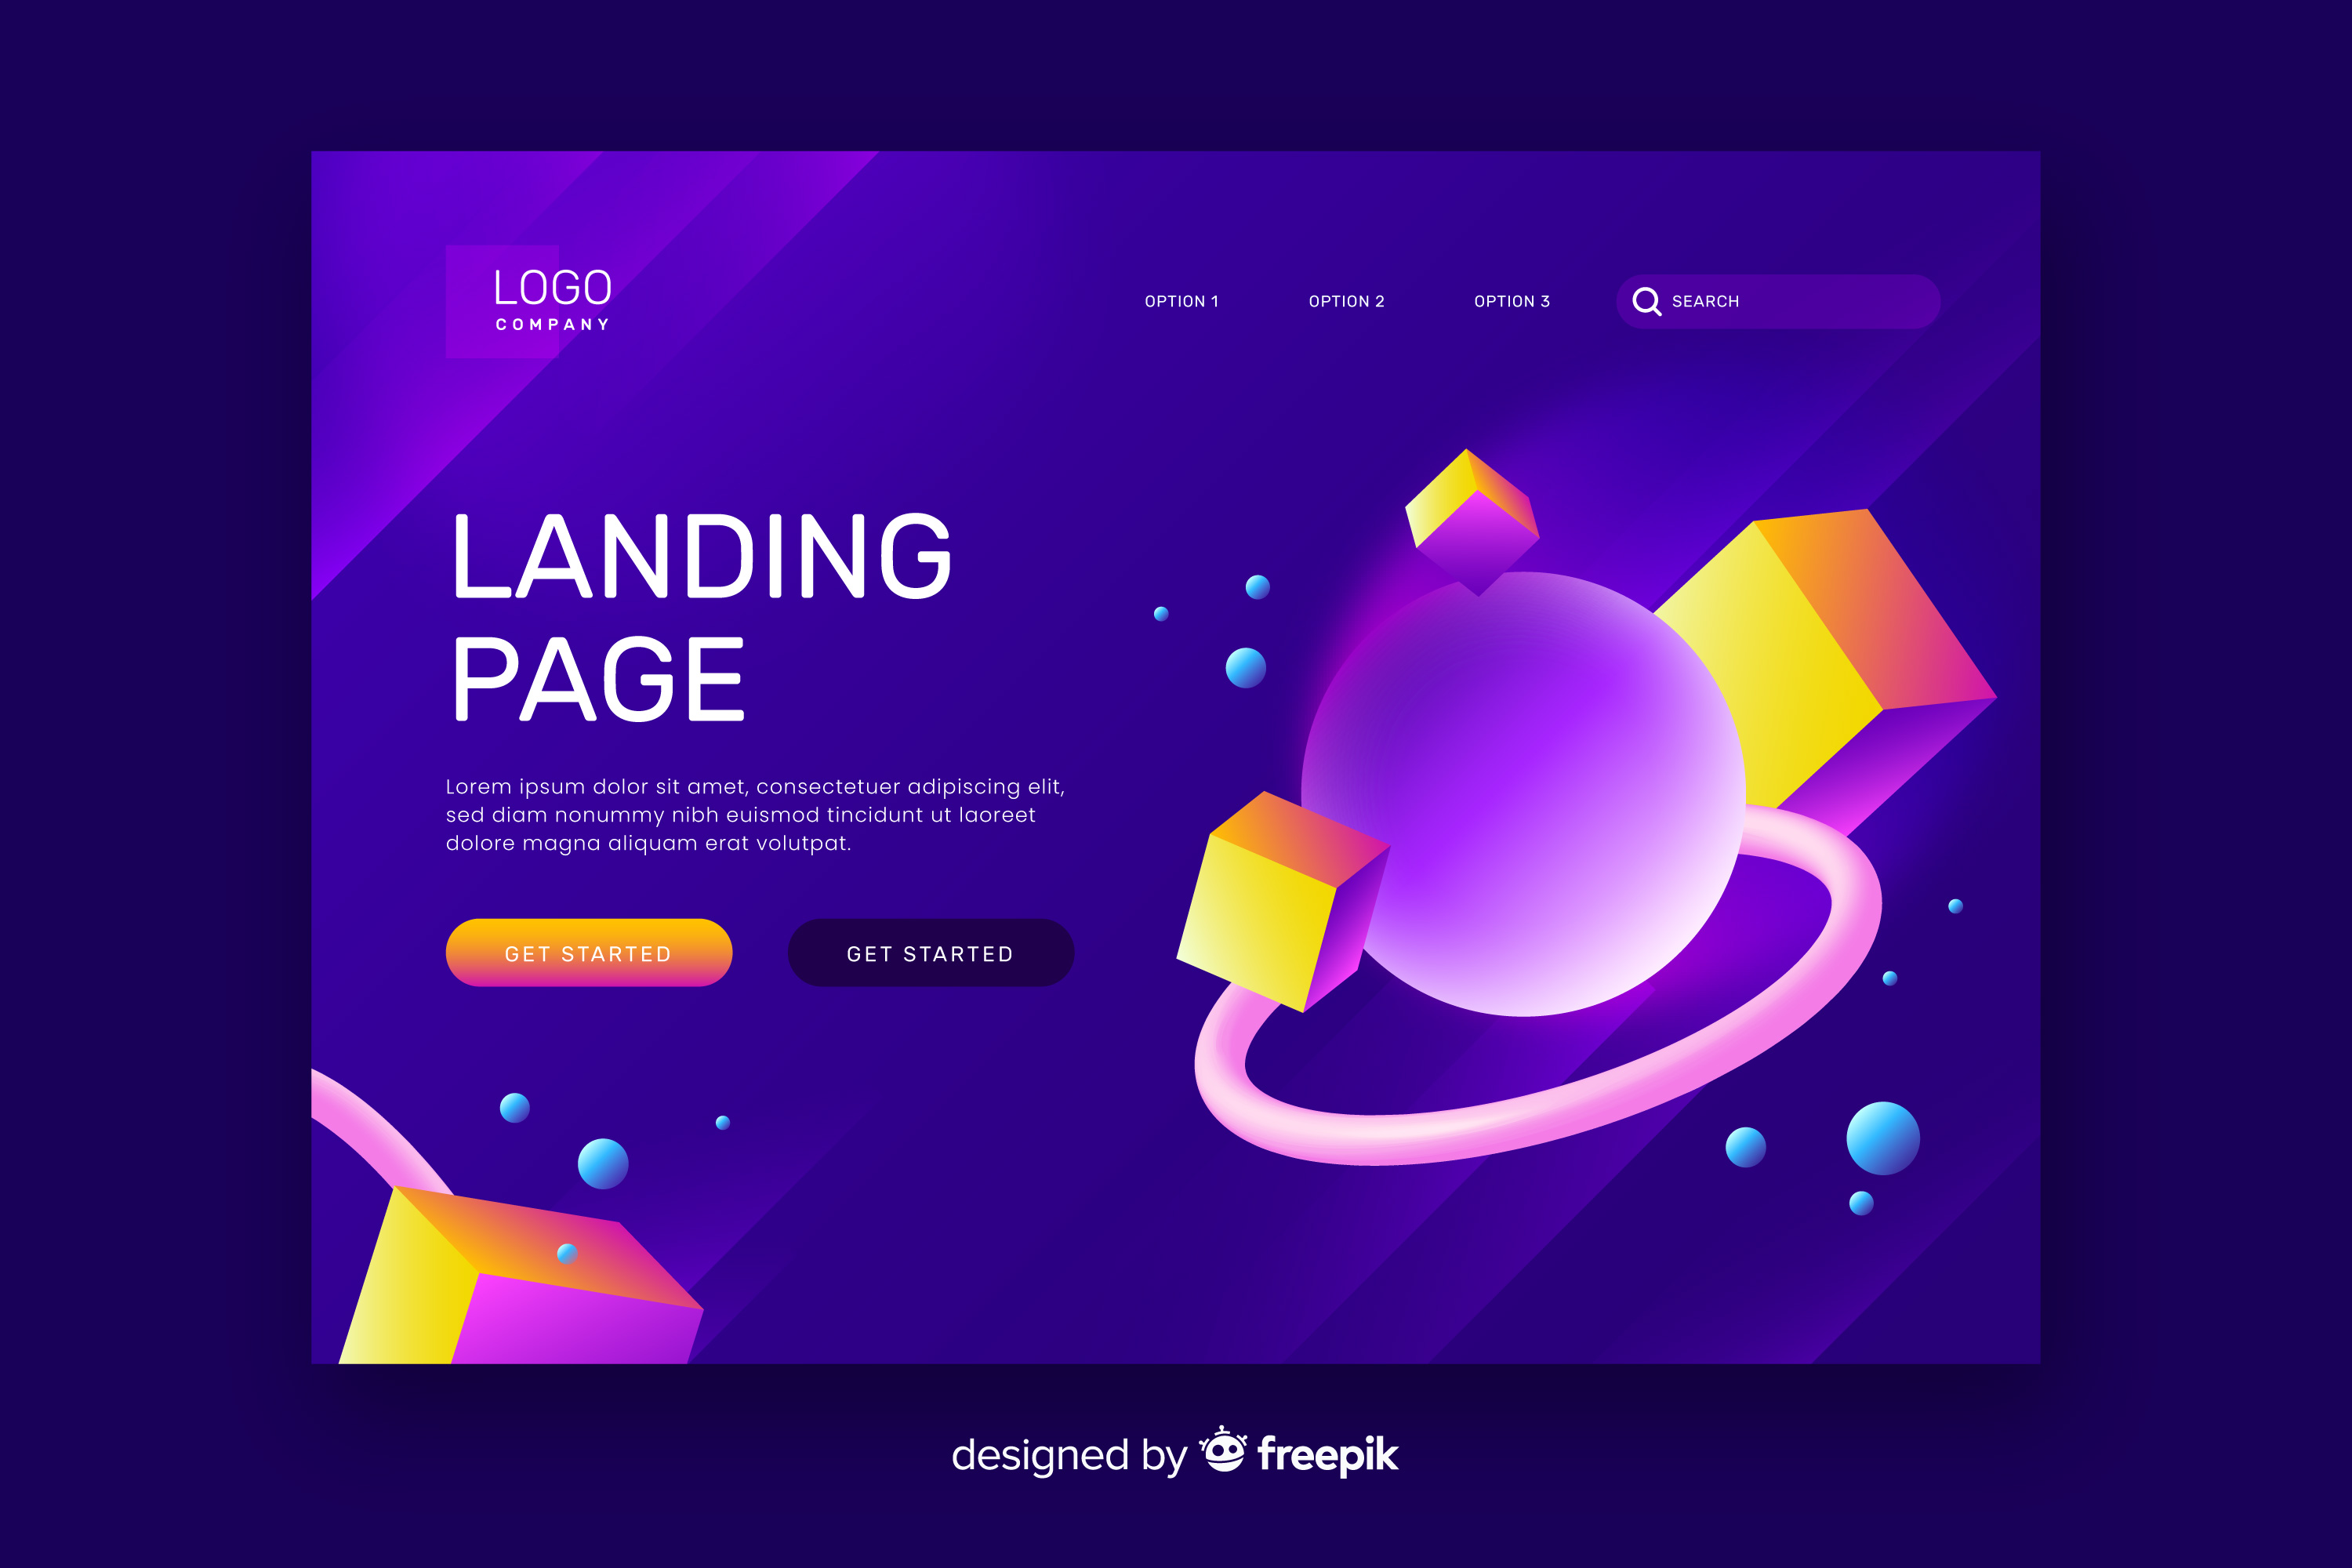 LOGO
COMPANY
OPTION 1
OPTION 2
OPTION 3
SEARCH
LANDING
PAGE
Lorem ipsum dolor sit amet, consectetuer adipiscing elit,
sed diam nonummy nibh euismod tincidunt ut laoreet
dolore magna aliquam erat volutpat.
GET STARTED
GET STARTED
designed by freepik